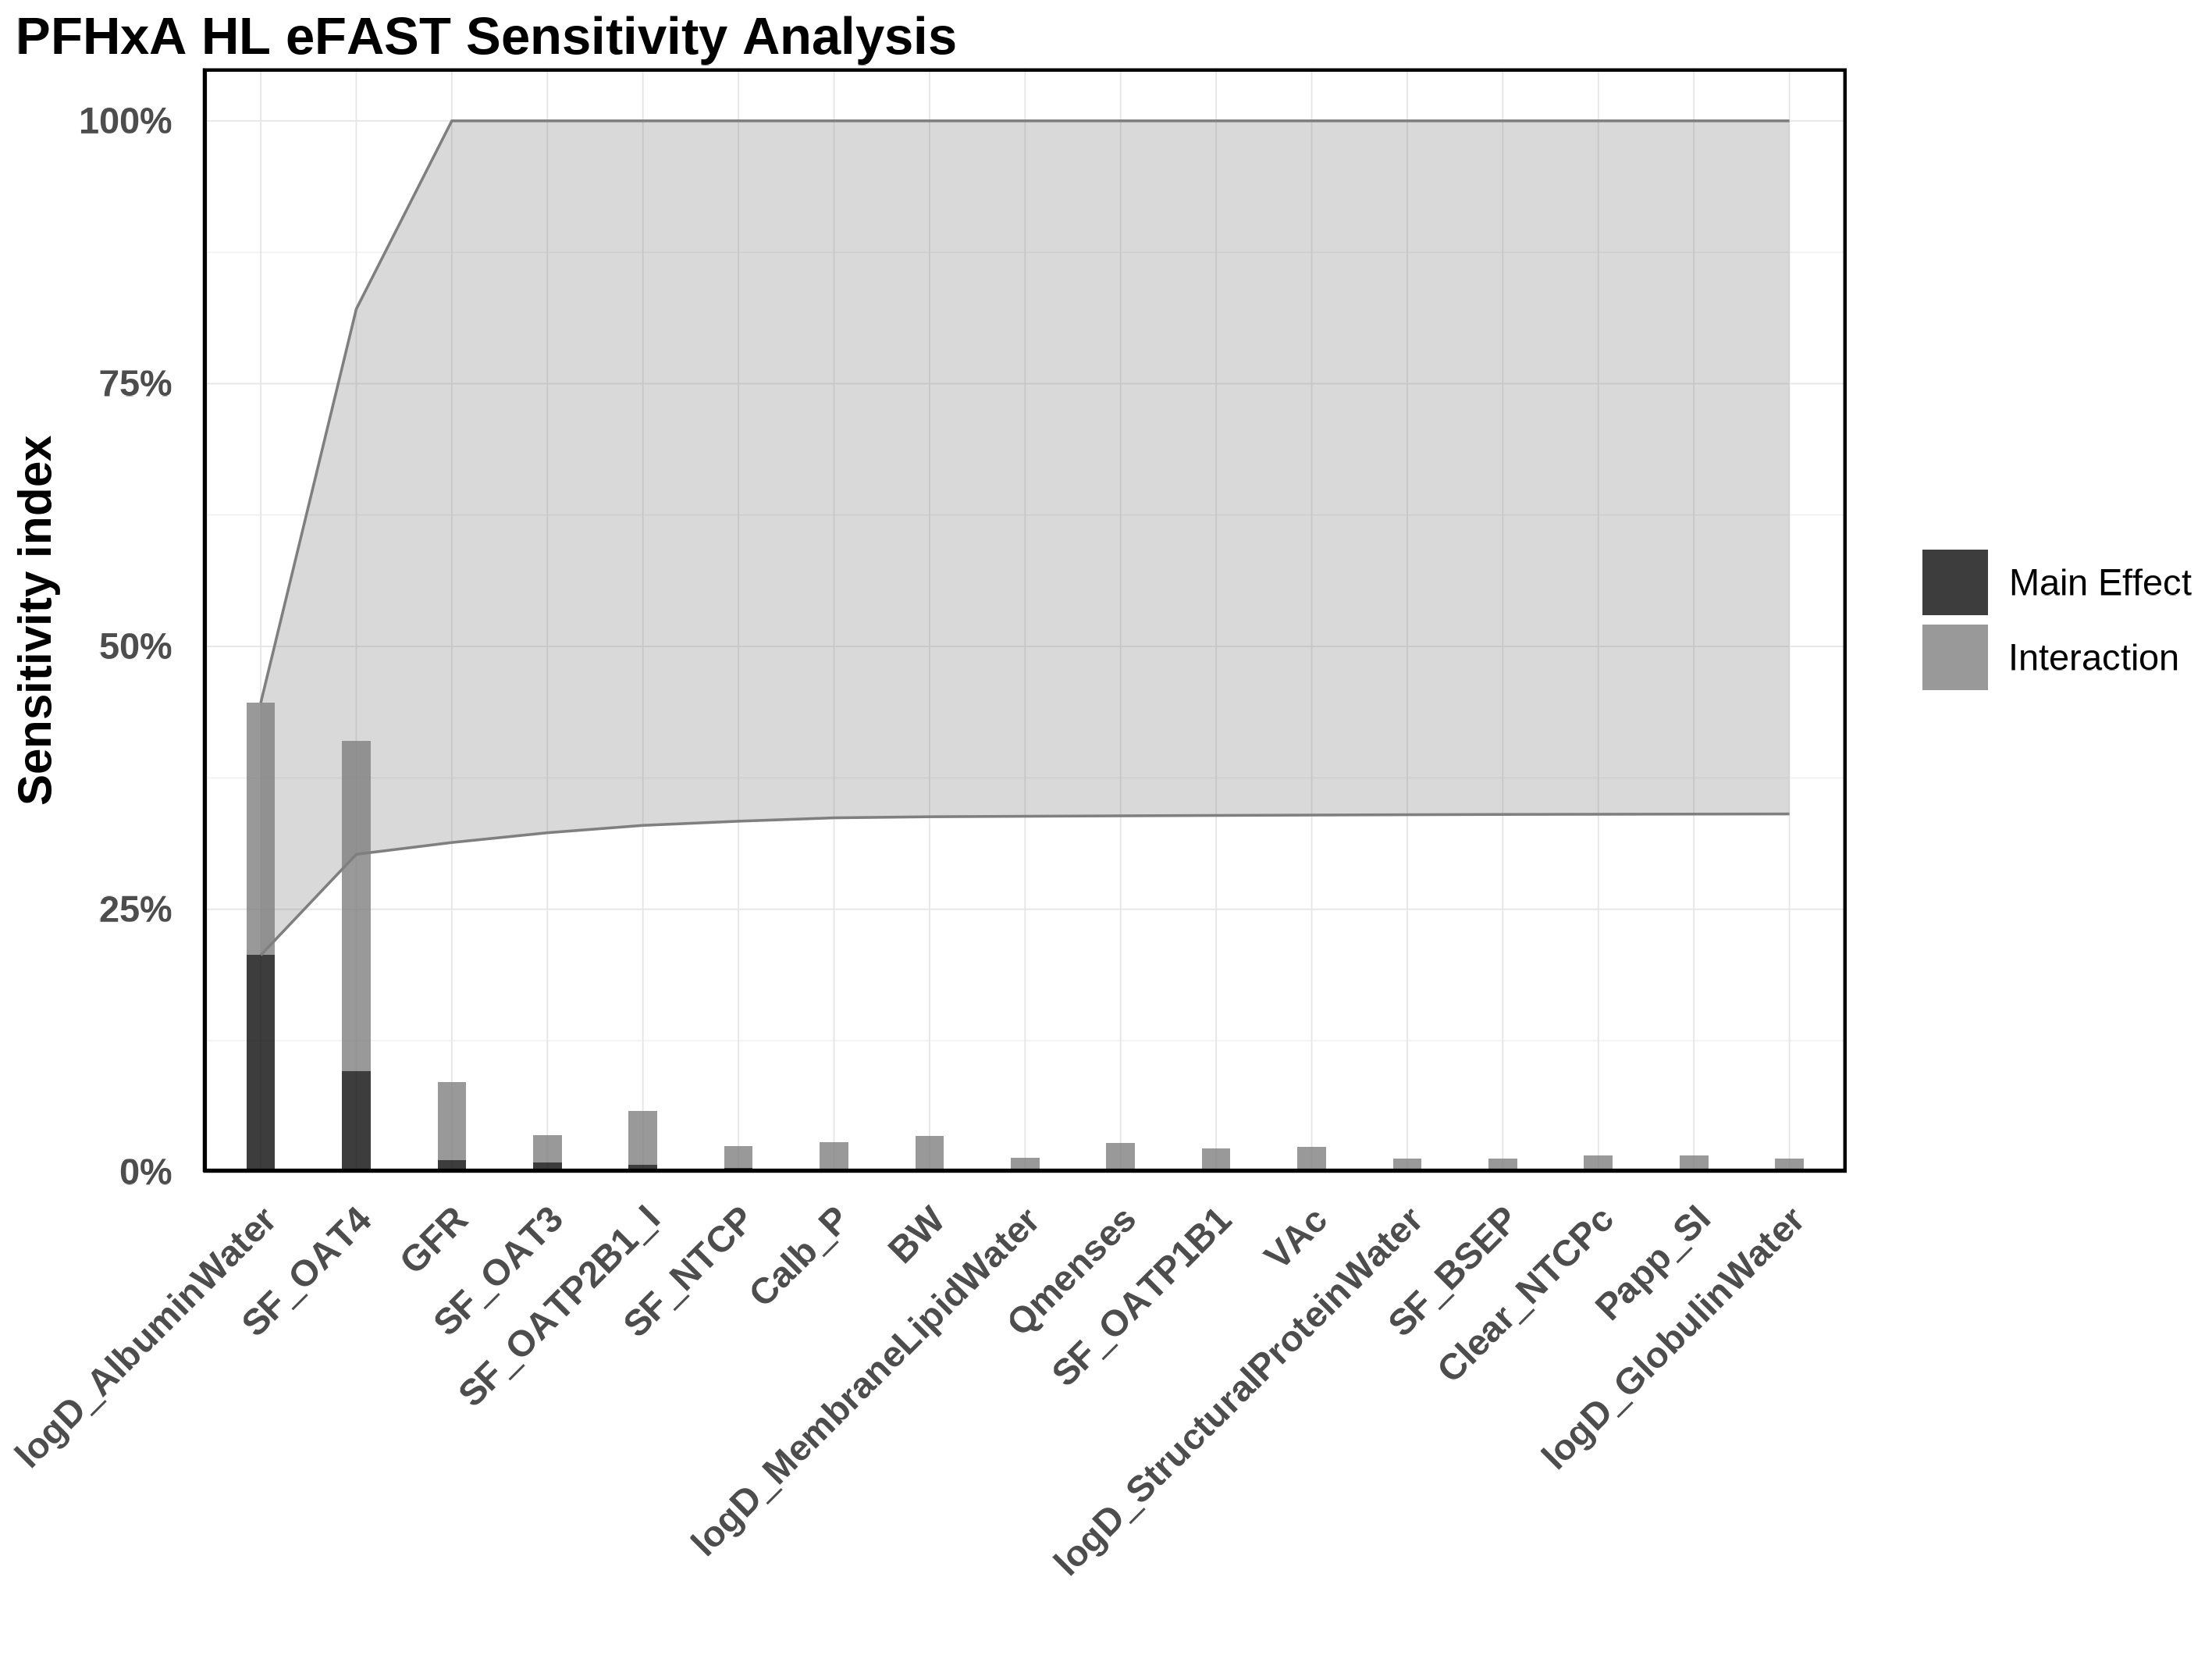 PFHxA HL eFAST Sensitivity Analysis
Sensitivity index
100%
75%
50%
25%
0%
Main Effect
Interaction
logD_AlbuminWater
SF_OAT4
GFR
SF_OAT3
SF_OATP2B1_I
SF_NTCP
Calb_P
BW
logD_MembraneLipidWater
Qmenses
SF_OATP1B1
VAc
logD_StructuralProteinWater
SF_BSEP
Clear_NTCPc
Papp_SI
logD_GlobulinWater